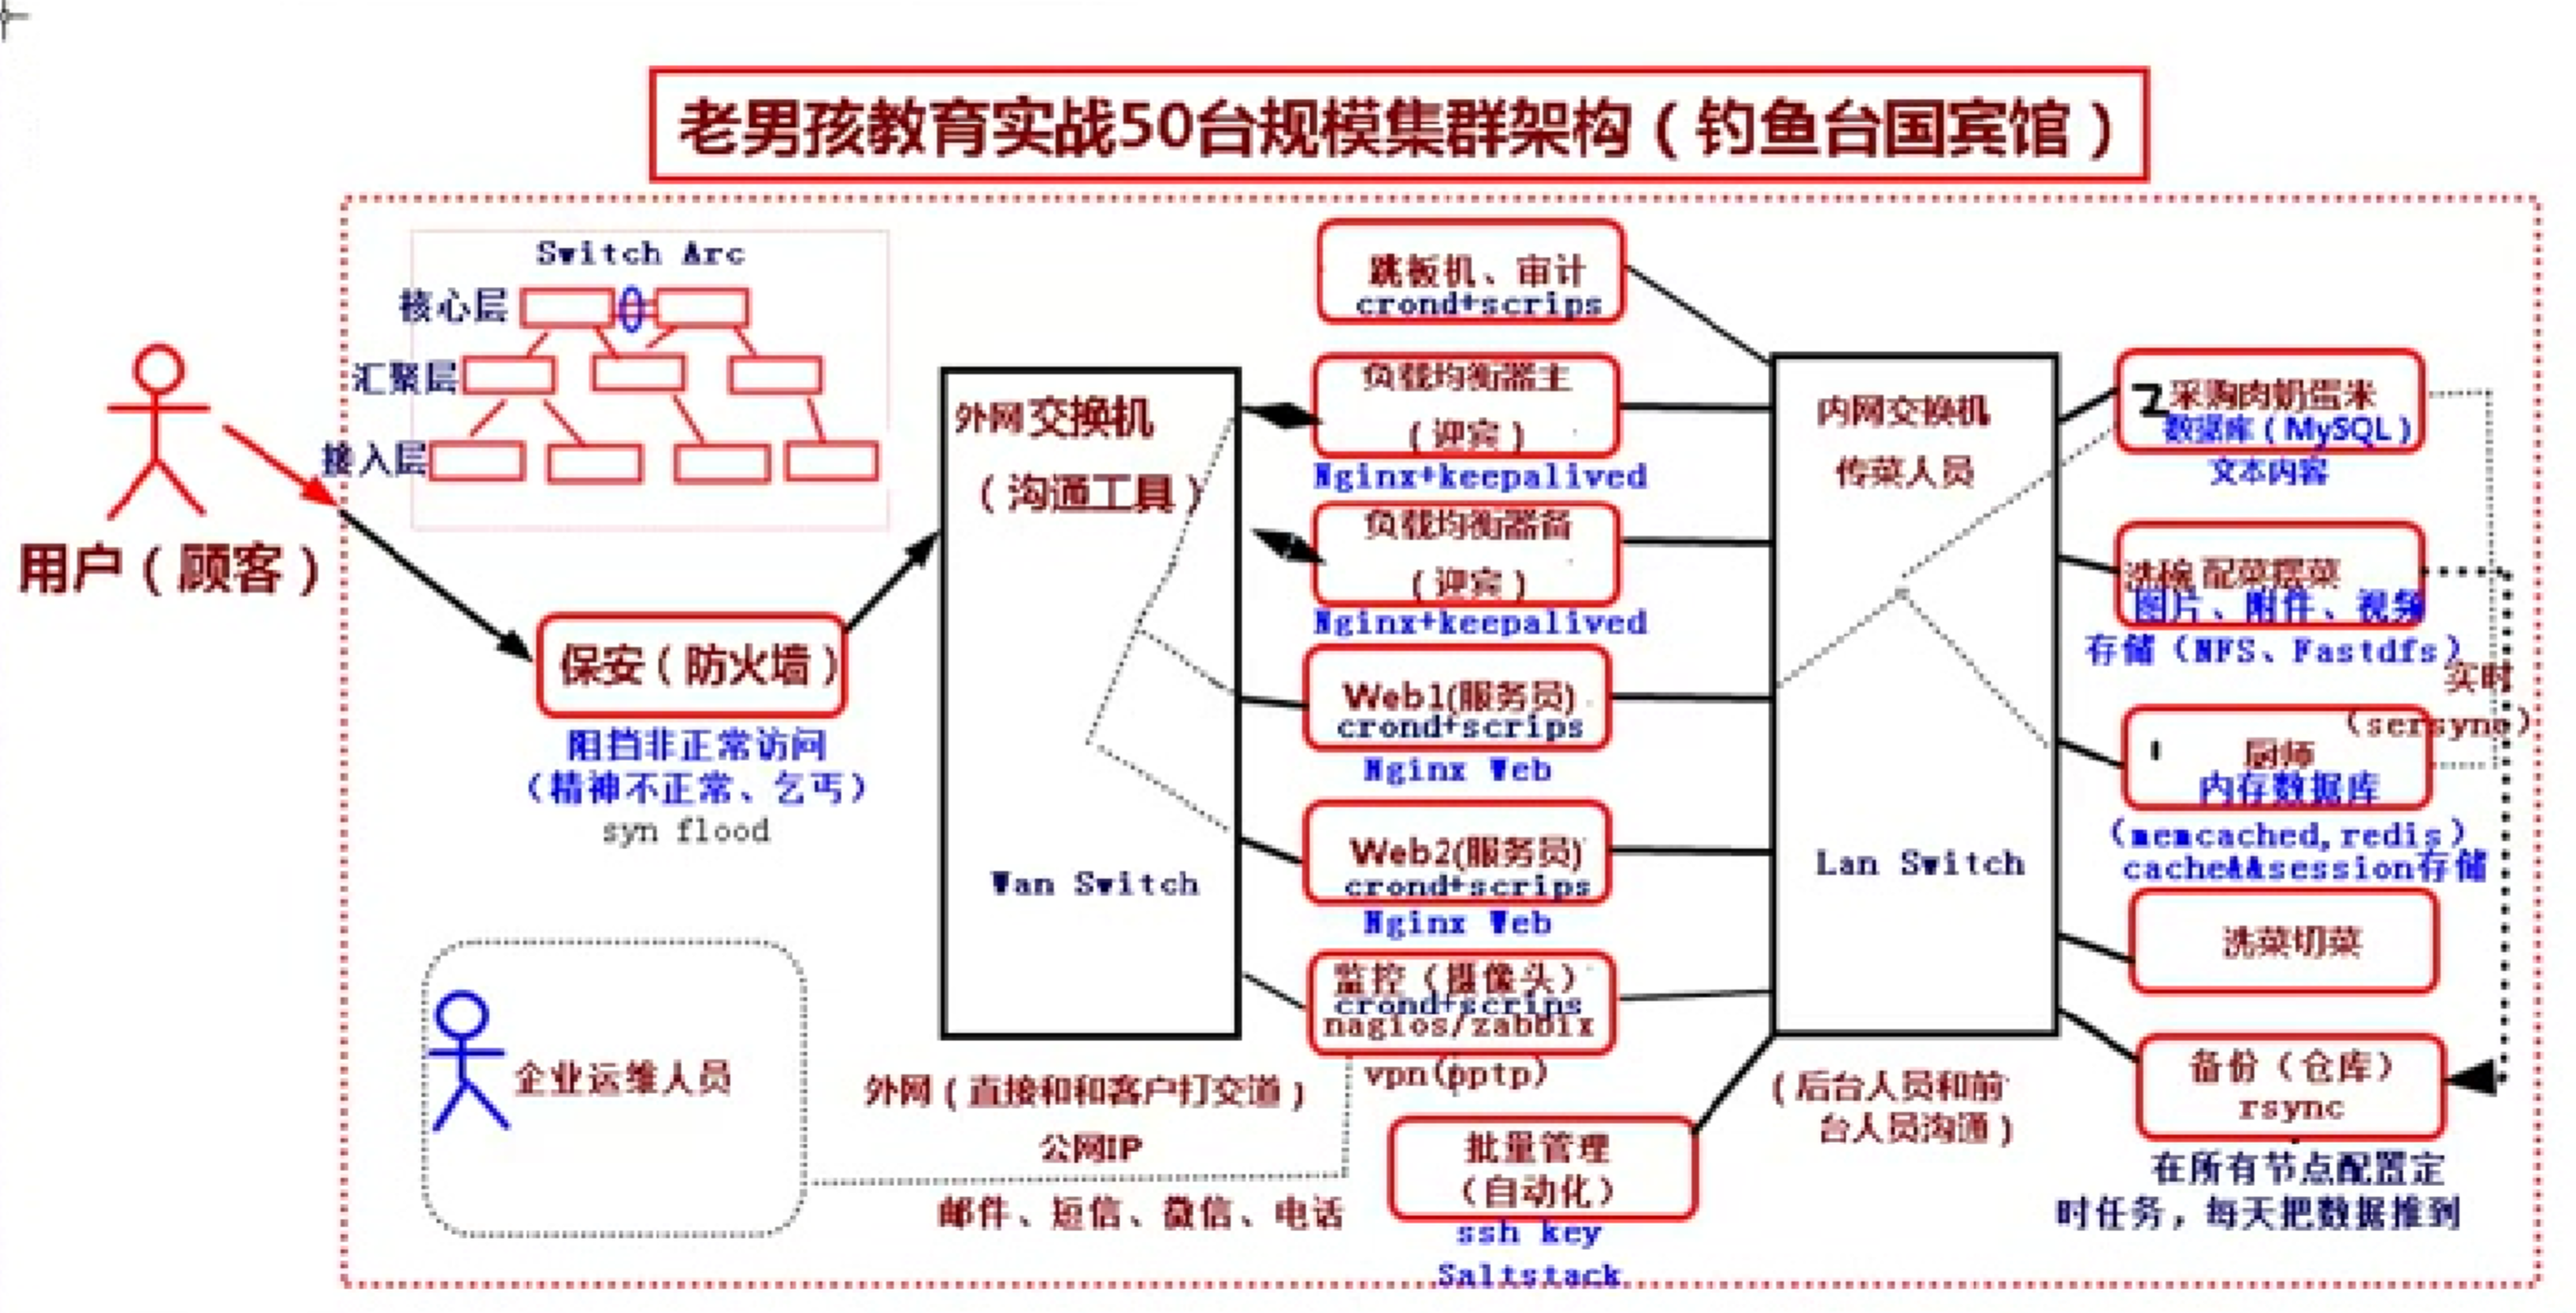 老男孩教育实战50台规模集群架构（钓鱼台国宾馆）
Switch Arc
核心层
汇聚层
接入层
用户（顾客）
保安（防火墙）
阻挡非正常访问
（精神不正常、乞丐）
syn flood
企业运维人员
外网交换机
（沟通工具）
Wan Switch
外网（直接和和客户打交道）
公网IP
邮件、短信、微信、电话
跳板机、审计
crond+scrips
负载均衡器主
（迎宾）
Nginx+keepalived
负载均衡器备
（迎宾）
Nginx+keepalived
Web1(服务员)
crond+scrips
Nginx Web
Web2(服务员)
crond+scrips
Nginx Web
监控（摄像头）
crond+scrips
nagios/zabbix
vpn(pptp)
批量管理
（自动化）
ssh key
Saltstack
内网交换机
传菜人员
Lan Switch
（后台人员和前
台人员沟通）
2 采购肉奶蛋米
数据库（MySQL）
文本内容
洗碗 配菜摆菜
图片、附件、视频
存储（NFS、Fastdfs）
实时
（sersync）
1 厨师
内存数据库
（memcached,redis）
cache&&session存储
洗菜切菜
备份（仓库）
rsync
在所有节点配置定
时任务，每天把数据推到